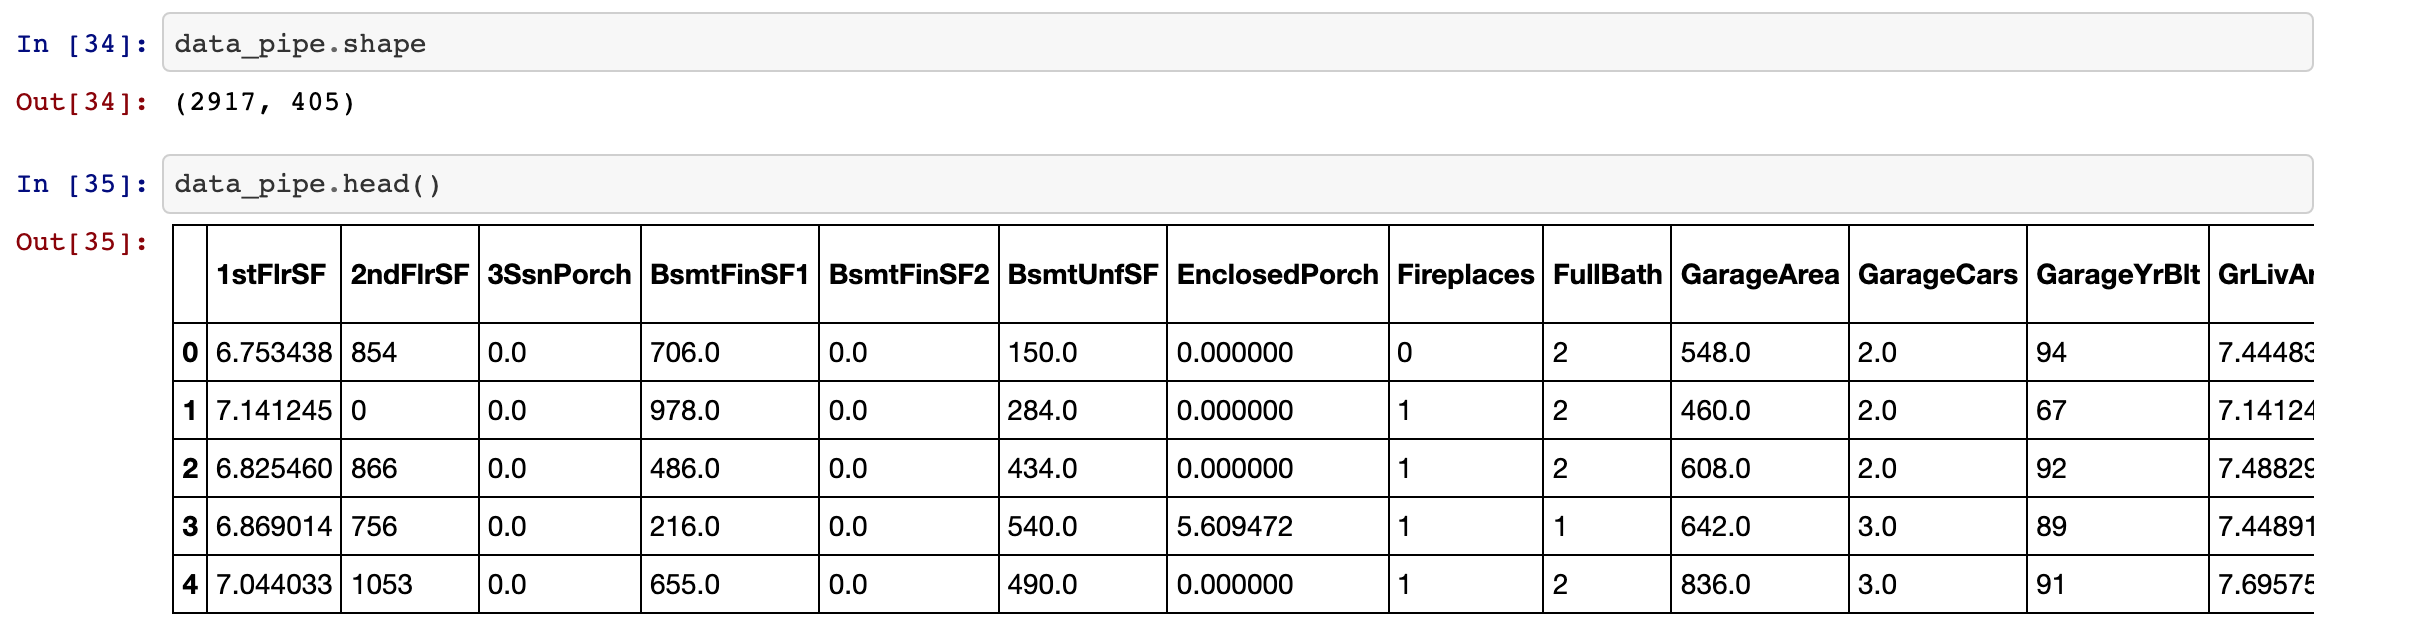 In [34]: data_pipe.shape
Out[34]: (2917, 405)
In [35]: data_pipe.head()
Out[35]:
1stFlrSF 2ndFlrSF 3SsnPorch BsmtFinSF1 BsmtFinSF2 BsmtUnfSF EnclosedPorch Fireplaces FullBath GarageArea GarageCars GarageYrBlt GrLivAr
0 6.753438 854 0.0 706.0 0.0 150.0 0.000000 0 2 548.0 2.0 94 7.44483
1 7.141245 0 0.0 978.0 0.0 284.0 0.000000 1 2 460.0 2.0 67 7.14124
2 6.825460 866 0.0 486.0 0.0 434.0 0.000000 1 2 608.0 2.0 92 7.48829
3 6.869014 756 0.0 216.0 0.0 540.0 5.609472 1 1 642.0 3.0 89 7.44891
4 7.044033 1053 0.0 655.0 0.0 490.0 0.000000 1 2 836.0 3.0 91 7.69575